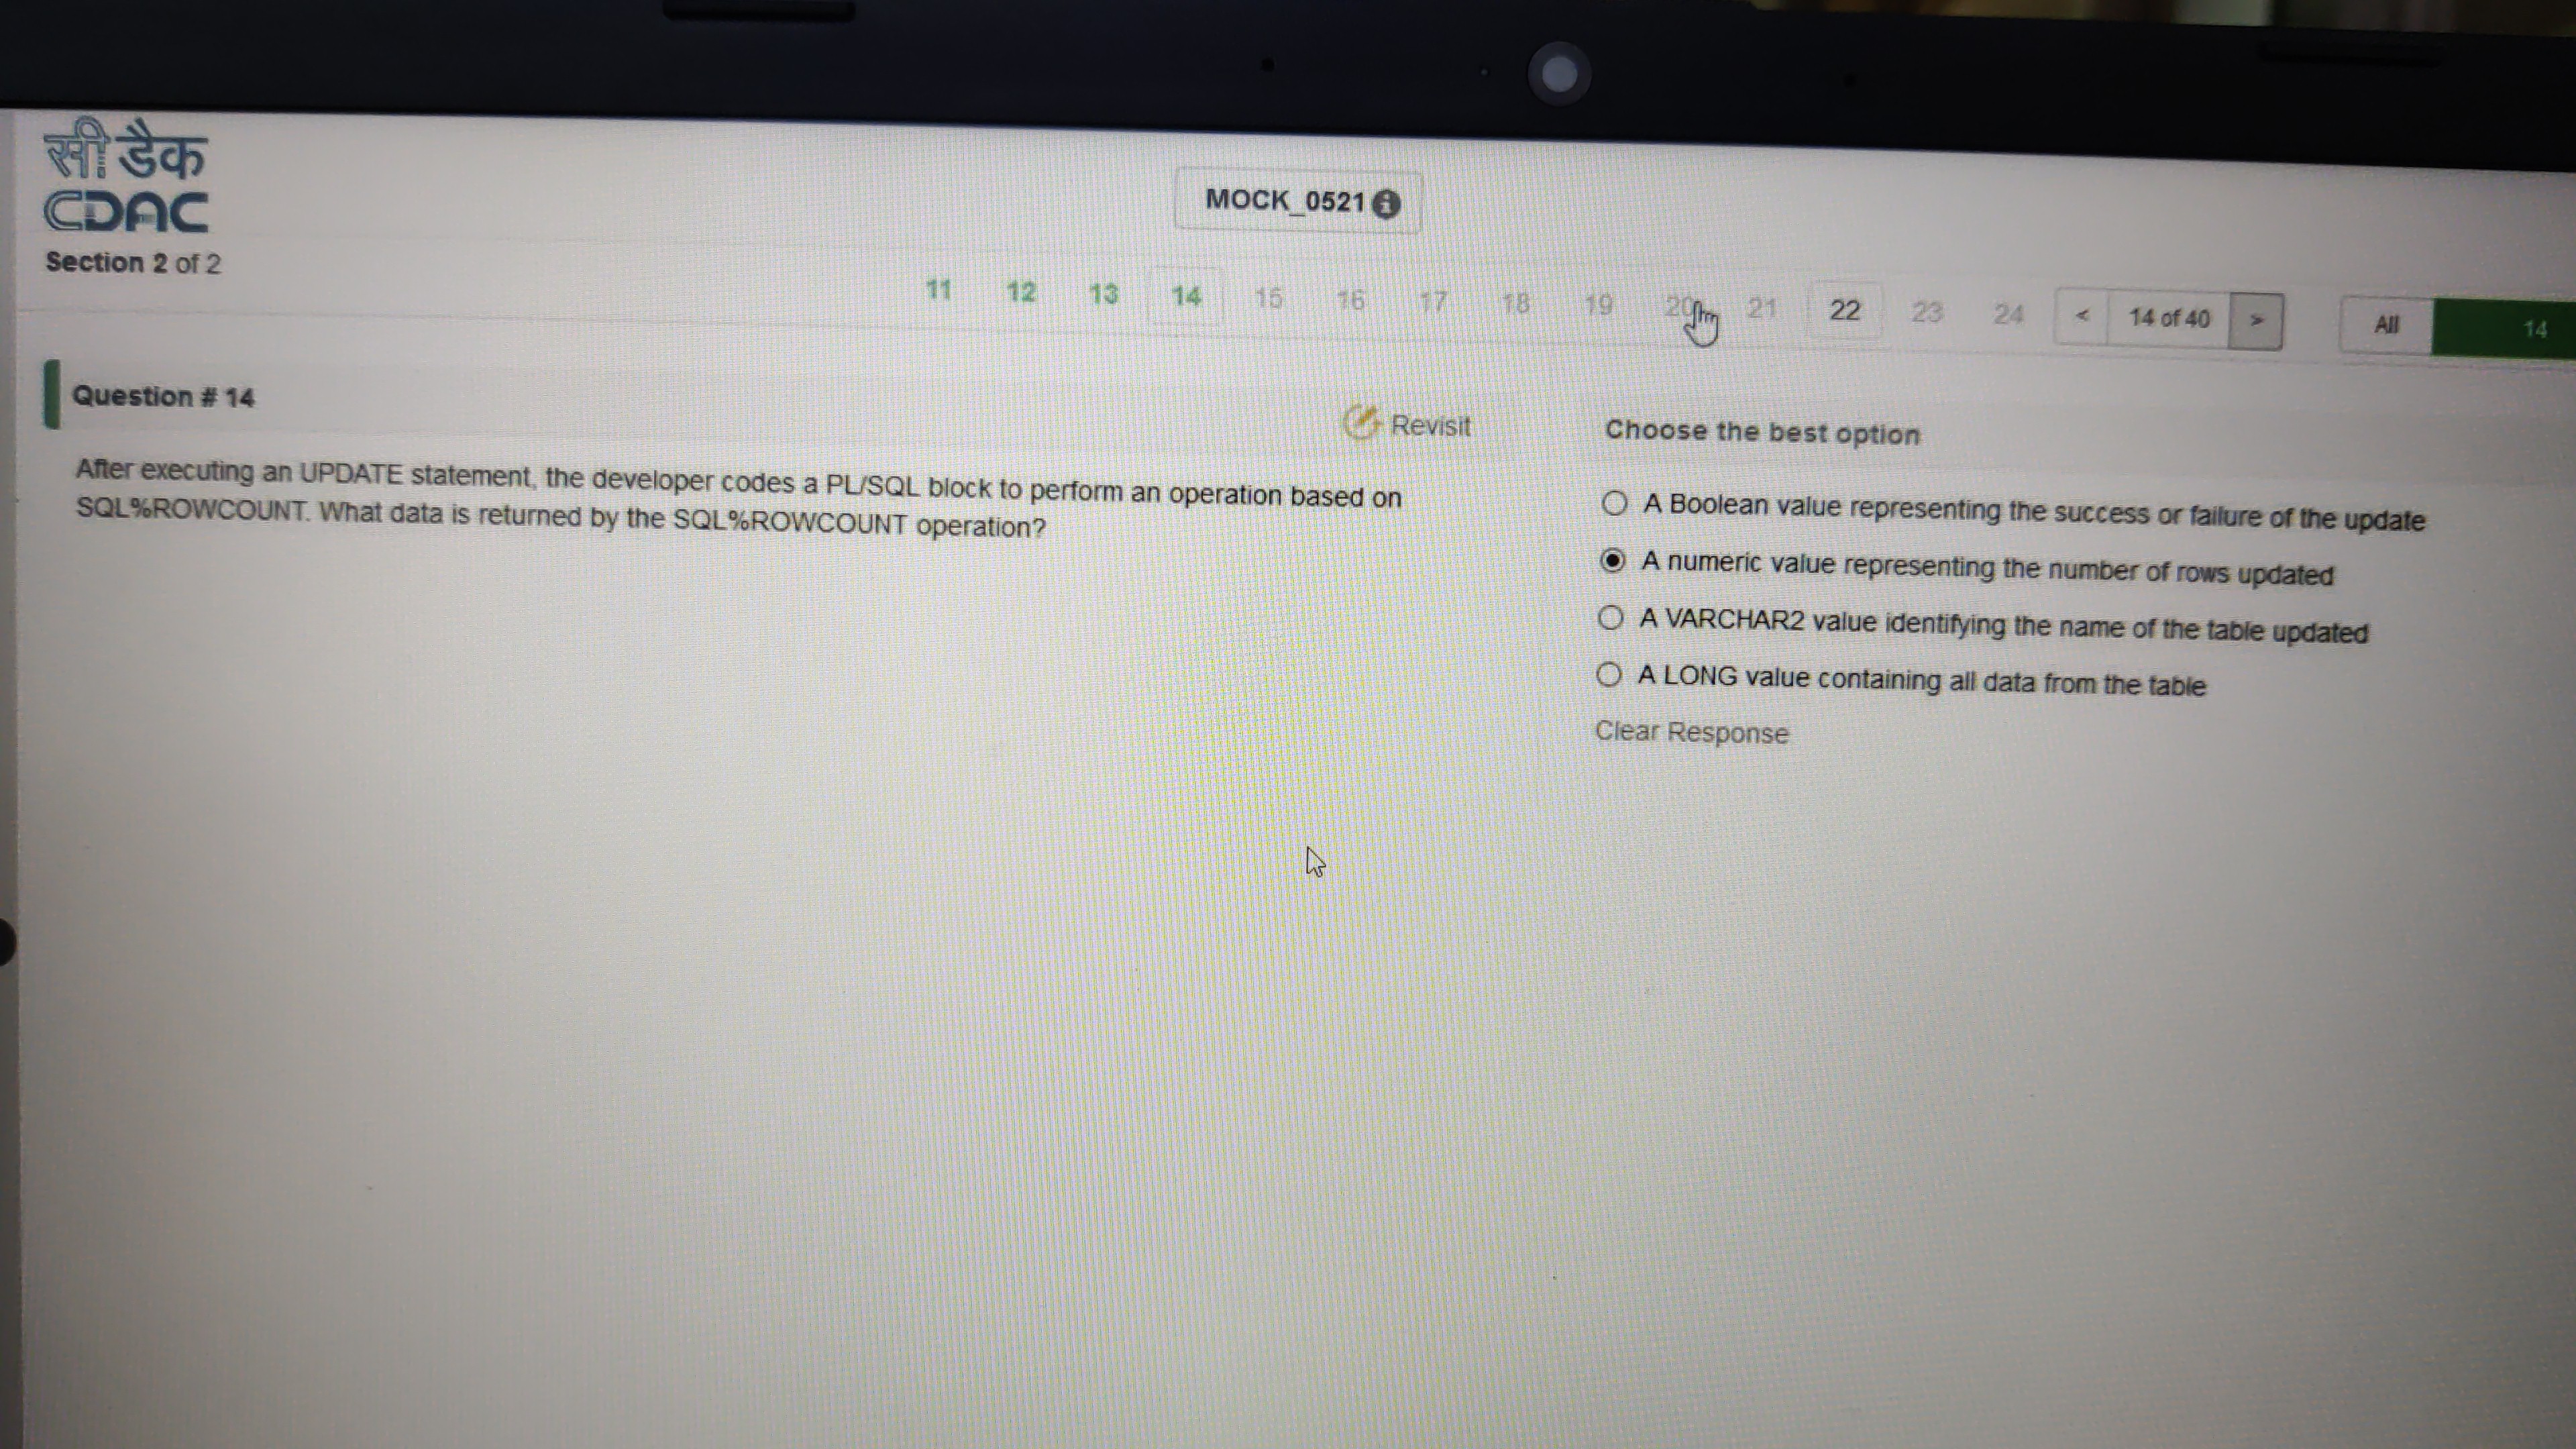 सी डैक
CDAC
Section 2 of 2
MOCK_0521
11 12 13 14 15 16 17 18 19 20 21 22 23 24 < 14 of 40 > All 14
Question # 14
Revisit
After executing an UPDATE statement, the developer codes a PL/SQL block to perform an operation based on
SQL%ROWCOUNT. What data is returned by the SQL%ROWCOUNT operation?
Choose the best option
A Boolean value representing the success or failure of the update
A numeric value representing the number of rows updated
A VARCHAR2 value identifying the name of the table updated
A LONG value containing all data from the table
Clear Response